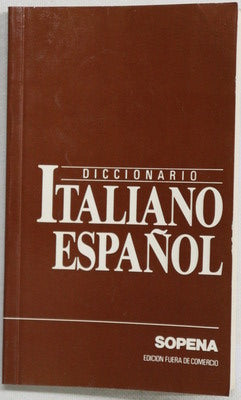 DICCIONARIO
ITALIANO
ESPAÑOL
SOPENA
EDICION FUERA DE COMERCIO